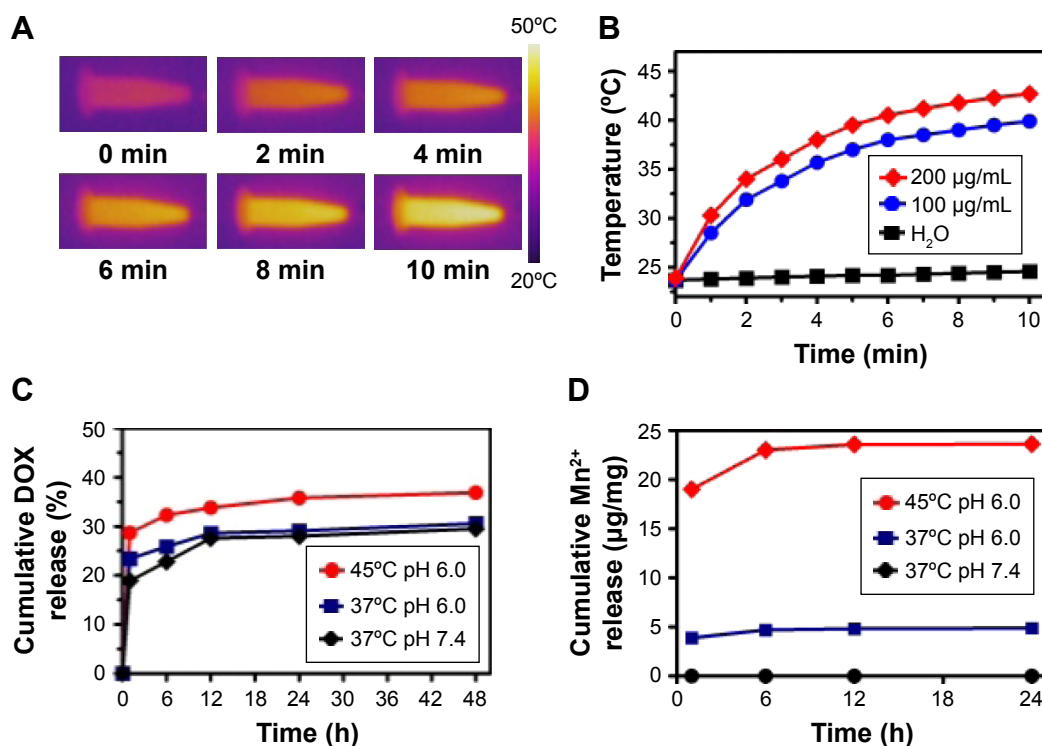 A
50ºC
0 min
2 min
4 min
6 min
8 min
10 min
20ºC
B
Temperature (ºC)
45
40
35
30
25
200 µg/mL
100 µg/mL
H₂O
0
2
4
6
8
10
Time (min)
C
Cumulative DOX
release (%)
50
40
30
20
10
0
45ºC pH 6.0
37ºC pH 6.0
37ºC pH 7.4
0
6
12
18
24
30
36
42
48
Time (h)
D
Cumulative Mn²⁺
release (µg/mg)
25
20
15
10
5
0
45ºC pH 6.0
37ºC pH 6.0
37ºC pH 7.4
0
6
12
18
24
Time (h)